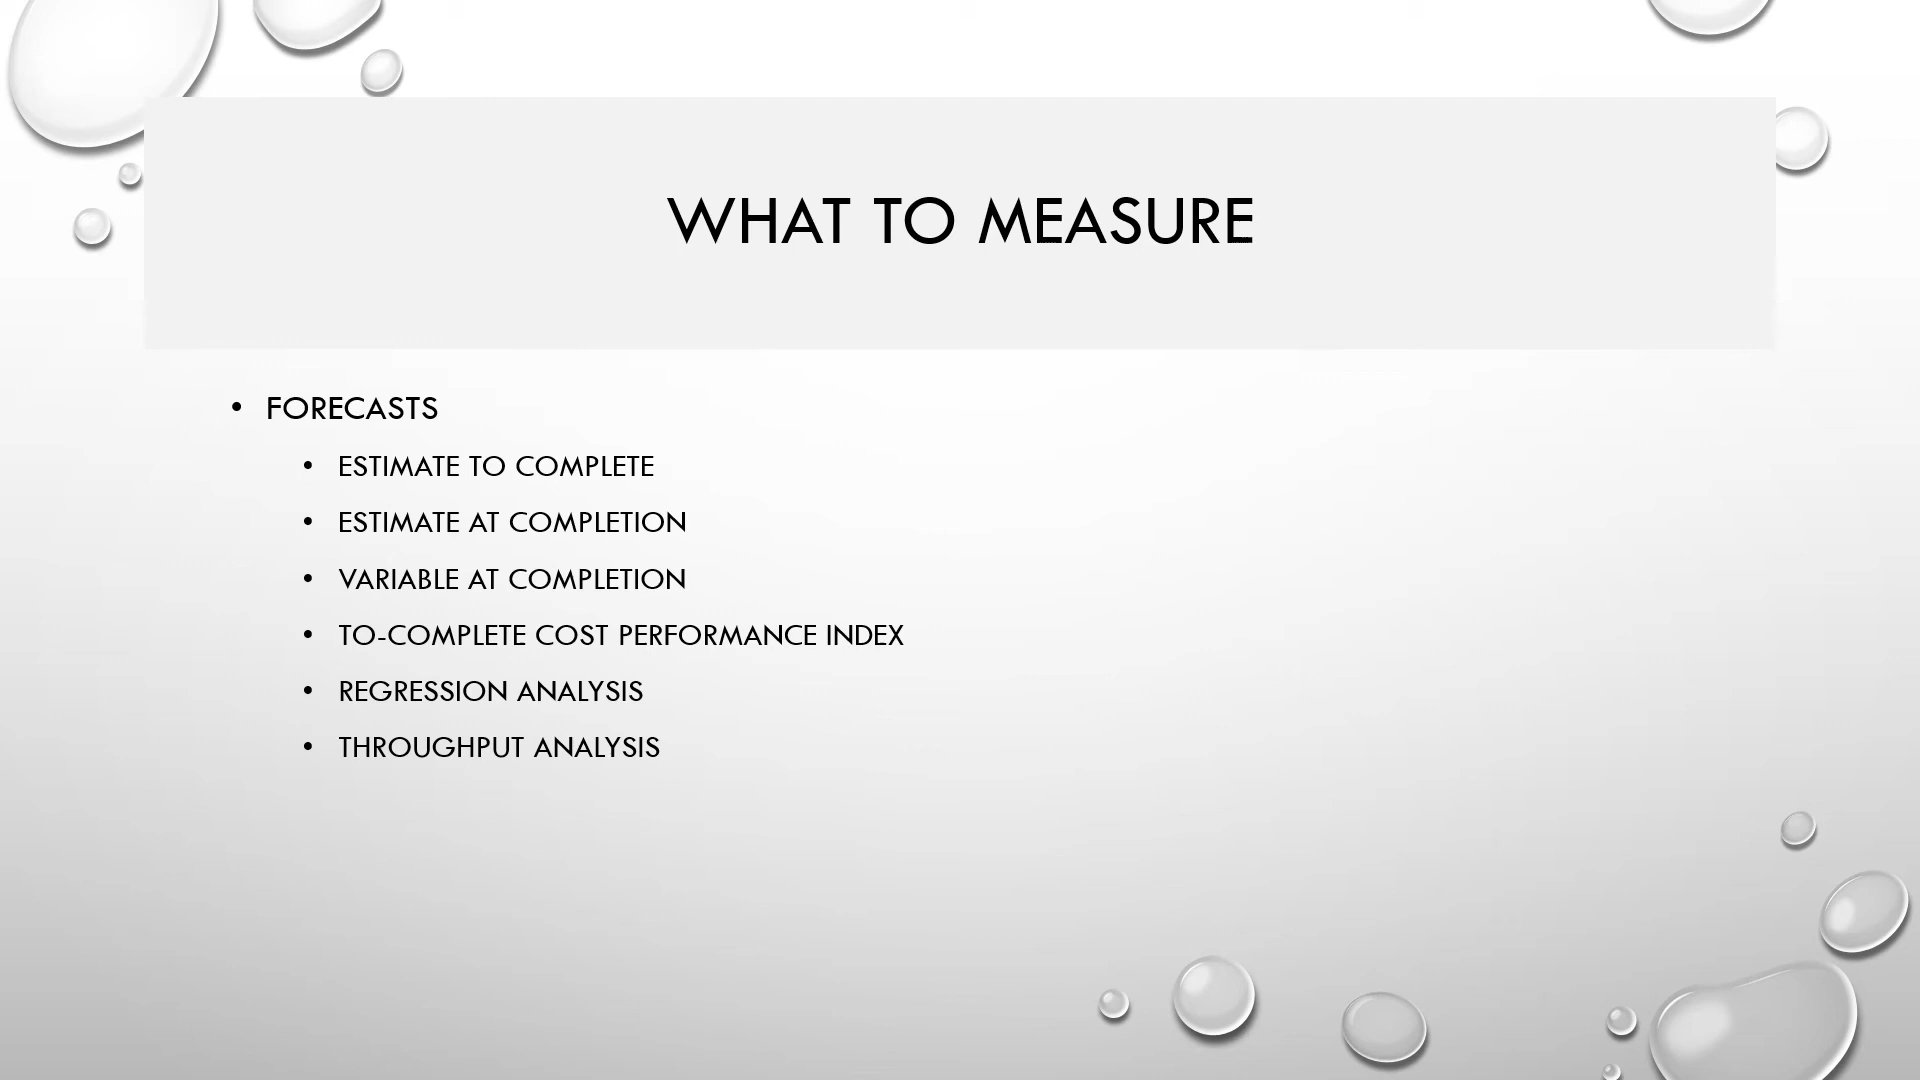 WHAT TO MEASURE
• FORECASTS
• ESTIMATE TO COMPLETE
• ESTIMATE AT COMPLETION
• VARIABLE AT COMPLETION
• TO-COMPLETE COST PERFORMANCE INDEX
• REGRESSION ANALYSIS
• THROUGHPUT ANALYSIS